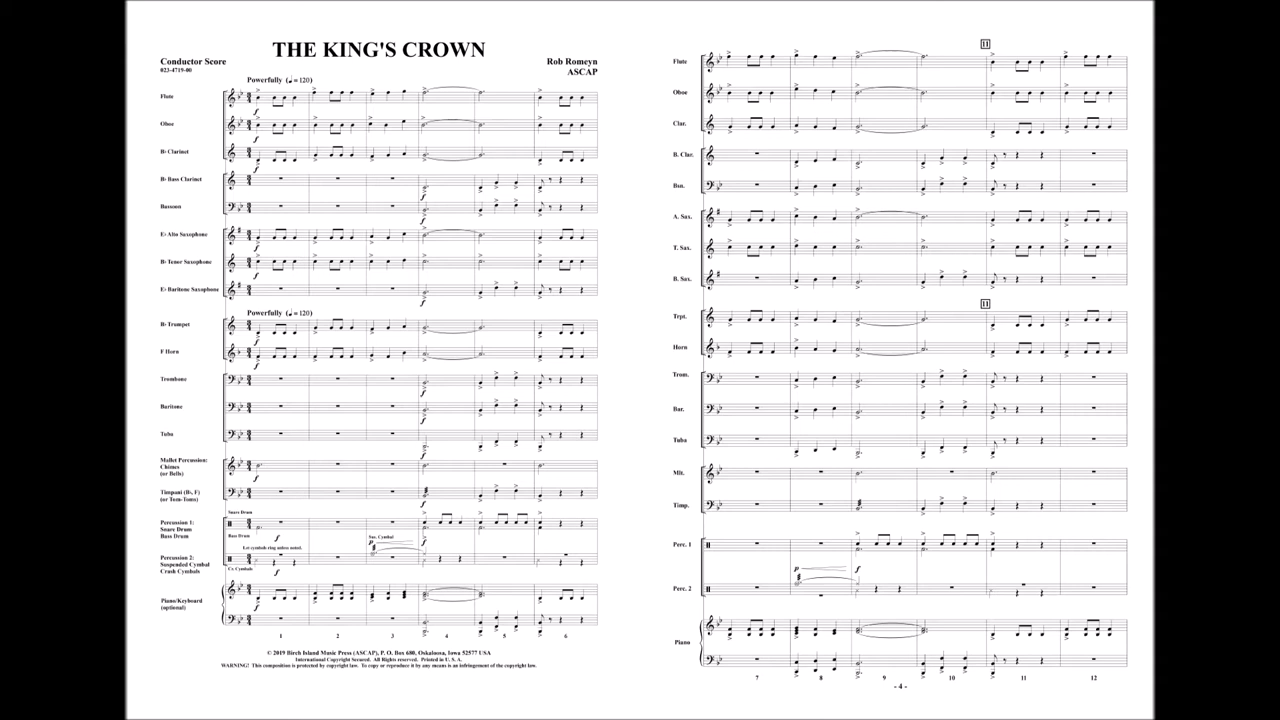 THE KING'S CROWN
Conductor Score
023-4719-00
Rob Romeyn
ASCAP
Powerfully (♩ = 120)
Flute
Oboe
B♭ Clarinet
B♭ Bass Clarinet
Bassoon
E♭ Alto Saxophone
B♭ Tenor Saxophone
E♭ Baritone Saxophone
Powerfully (♩ = 120)
B♭ Trumpet
F Horn
Trombone
Baritone
Tuba
Mallet Percussion:
Chimes
(or Bells)
Timpani (B♭, F)
(or Tom-Toms)
Snare Drum
Percussion 1:
Snare Drum
Bass Drum
Bass Drum
Sus. Cymbal
Let cymbals ring unless noted.
Percussion 2:
Suspended Cymbal
Crash Cymbals
Cr. Cymbals
Piano/Keyboard
(optional)
1 2 3 4 5 6
© 2019 Birch Island Music Press (ASCAP), P. O. Box 680, Oskaloosa, Iowa 52577 USA
International Copyright Secured. All Rights reserved. Printed in U. S. A.
WARNING! This composition is protected by copyright law. To copy or reproduce it by any means is an infringement of the copyright law.
11
Flute
Oboe
Clar.
B. Clar.
Bsn.
A. Sax.
T. Sax.
B. Sax.
11
Trpt.
Horn
Trom.
Bar.
Tuba
Mlt.
Timp.
Perc. 1
Perc. 2
Piano
7 8 9 10 11 12
- 4 -